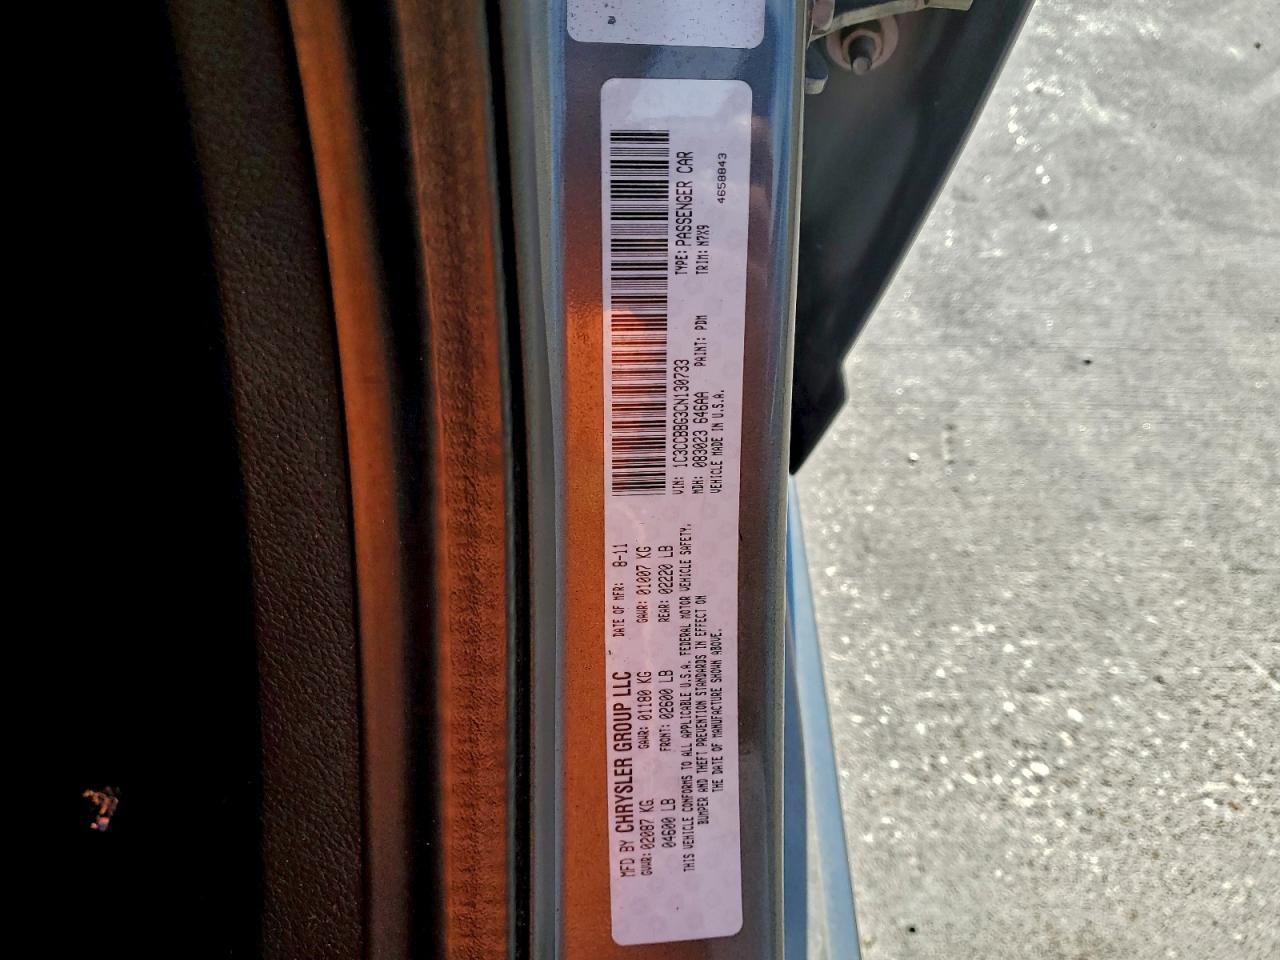 MFD BY CHRYSLER GROUP LLC DATE OF MFR: 8-11
GVWR: 02087 KG GAWR: 01180 KG GAWR: 01007 KG
04600 LB FRONT: 02600 LB REAR: 02220 LB
THIS VEHICLE CONFORMS TO ALL APPLICABLE U.S.A. FEDERAL MOTOR VEHICLE SAFETY,
BUMPER AND THEFT PREVENTION STANDARDS IN EFFECT ON
THE DATE OF MANUFACTURE SHOWN ABOVE.
VIN: 1C3CCBBG3CN130733 TYPE: PASSENGER CAR
MDH: 083023 646AA PAINT: PDM TRIM: M7X9
VEHICLE MADE IN U.S.A. 4658843